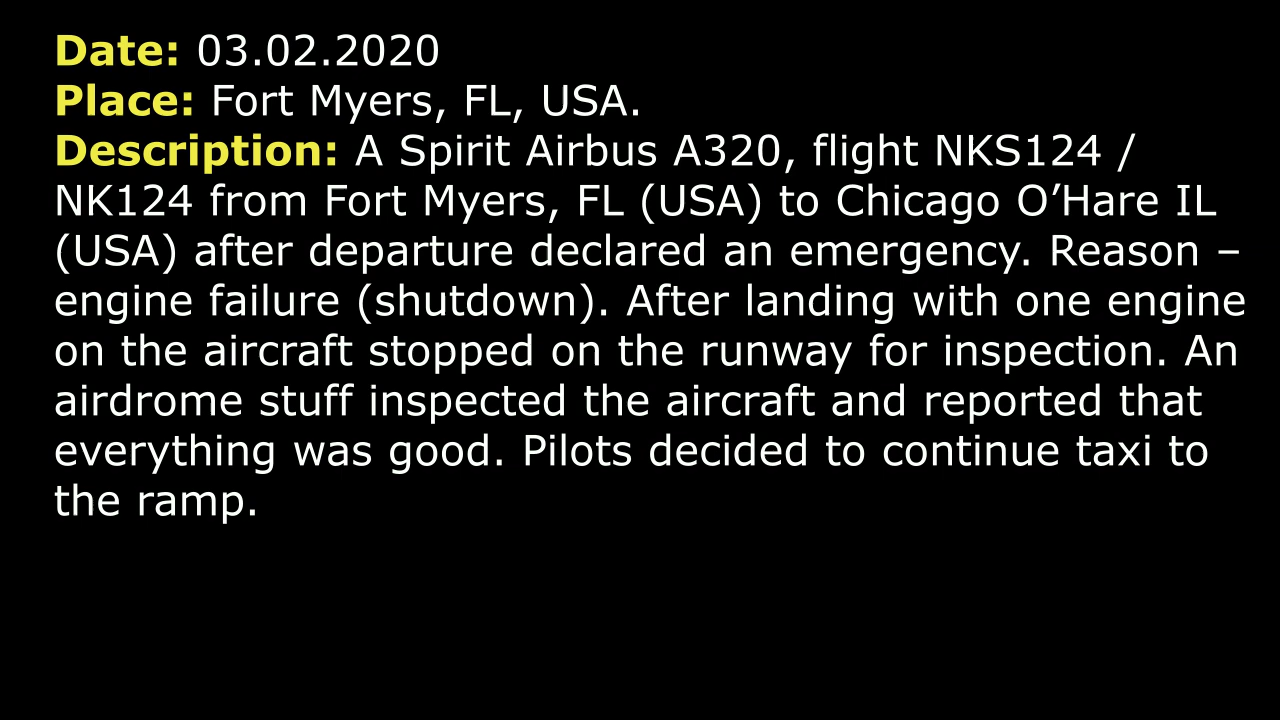 Date: 03.02.2020
Place: Fort Myers, FL, USA.
Description: A Spirit Airbus A320, flight NKS124 /
NK124 from Fort Myers, FL (USA) to Chicago O’Hare IL
(USA) after departure declared an emergency. Reason –
engine failure (shutdown). After landing with one engine
on the aircraft stopped on the runway for inspection. An
airdrome stuff inspected the aircraft and reported that
everything was good. Pilots decided to continue taxi to
the ramp.